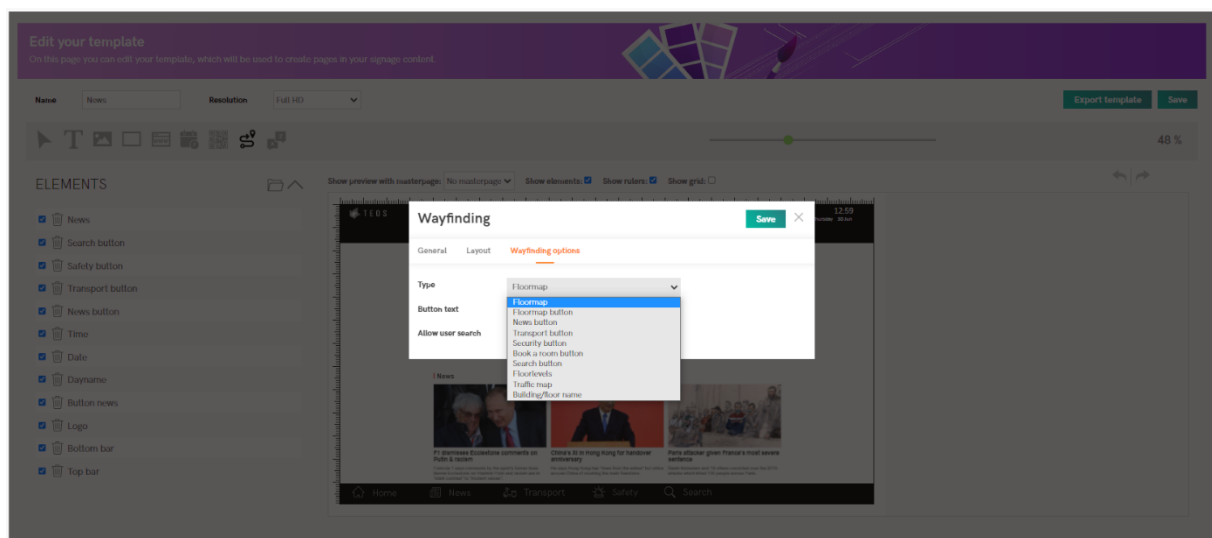 Edit your template
On this page you can edit your template, which will be used to create pages in your signage content.
Name News Resolution Full HD Export template Save
48 %
ELEMENTS
Show preview with masterpage: No masterpage Show elements: Show rulers: Show grid:
News
Search button
Safety button
Transport button
News button
Time
Date
Dayname
Button news
Logo
Bottom bar
Top bar
TEOS
12:59
Wayfinding Save
General Layout Wayfinding options
Type Floormap
Button text
Allow user search
Floormap
Floormap button
News button
Transport button
Security button
Book a room button
Search button
Floorlevels
Traffic map
Building/floor name
News
F1 dismisses Ecclestone comments on Putin & racism
China's Xi in Hong Kong for handover anniversary
Paris attacker given France's most severe sentence
Home News Transport Safety Search